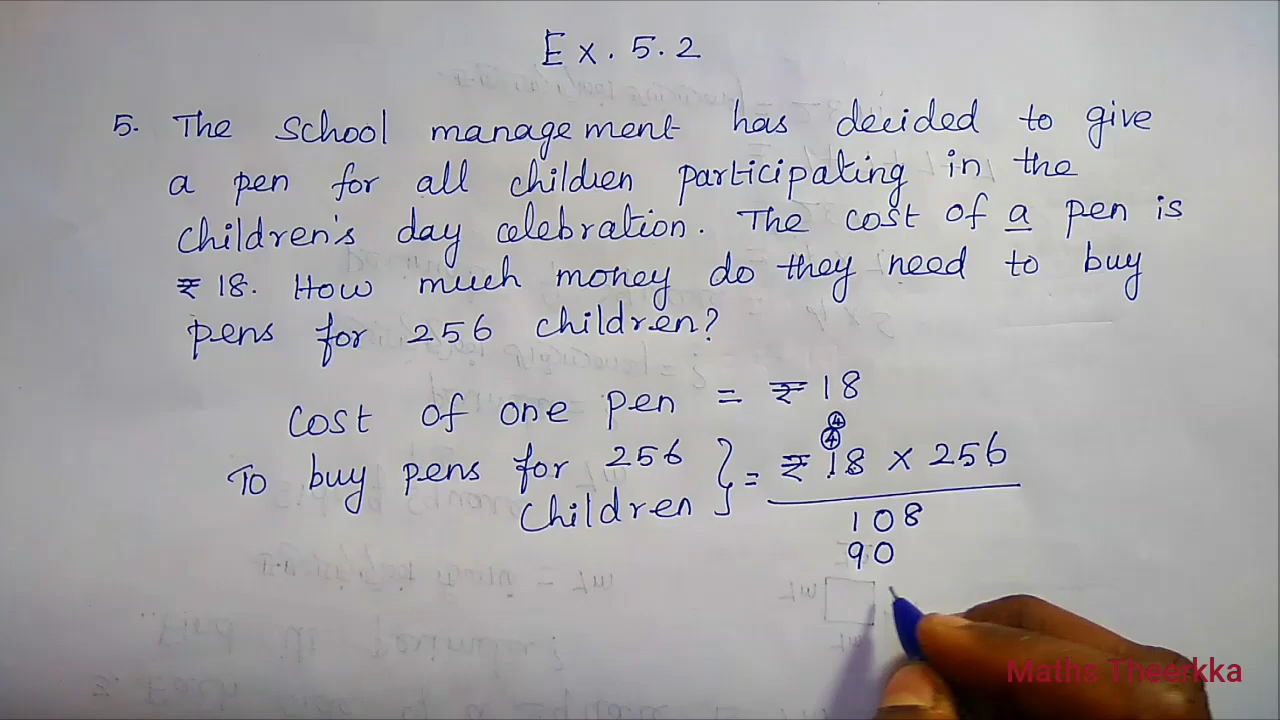 Ex. 5.2
5. The school management has decided to give
a pen for all children participating in the
children's day celebration. The cost of a pen is
₹ 18. How much money do they need to buy
pens for 256 children?
Cost of one pen = ₹ 18
④
④
To buy pens for 256 children } = ₹ 18 × 256
108
90
Maths Theerkka